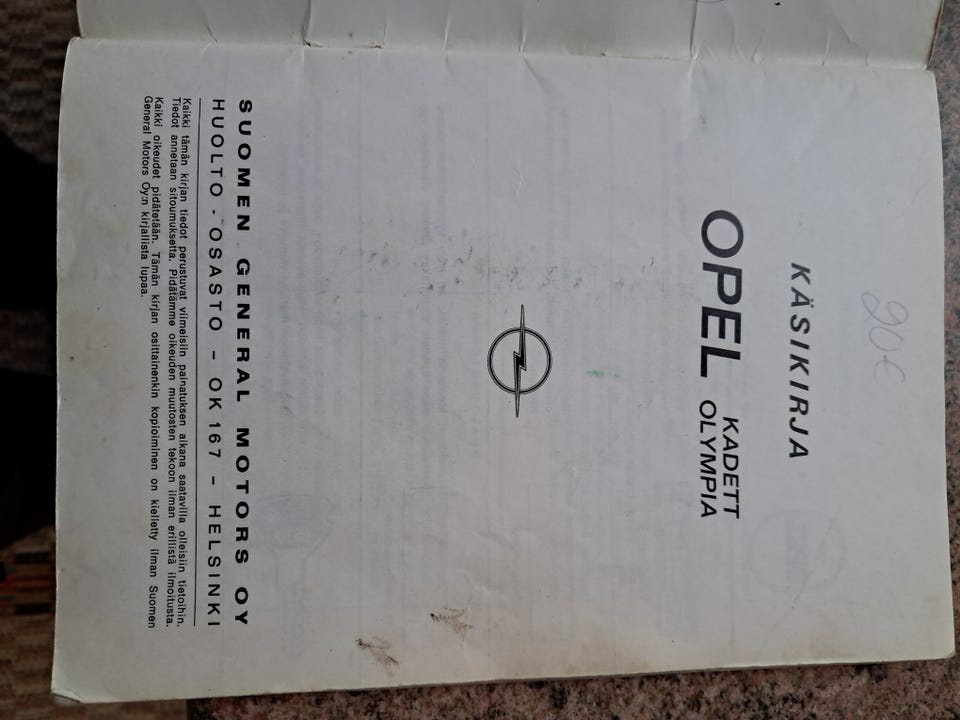 20€
KÄSIKIRJA
OPEL KADETT
OLYMPIA
SUOMEN GENERAL MOTORS OY
HUOLTO-OSASTO – OK 167 – HELSINKI
Kaikki tämän kirjan tiedot perustuvat viimeisiin painatuksen aikana saatavilla olleisiin tietoihin.
Tiedot annetaan sitoumuksetta. Pidätämme oikeuden muutosten tekoon ilman erillistä ilmoitusta.
Kaikki oikeudet pidätetään. Tämän kirjan osittainenkin kopioiminen on kielletty ilman Suomen
General Motors Oy:n kirjallista lupaa.